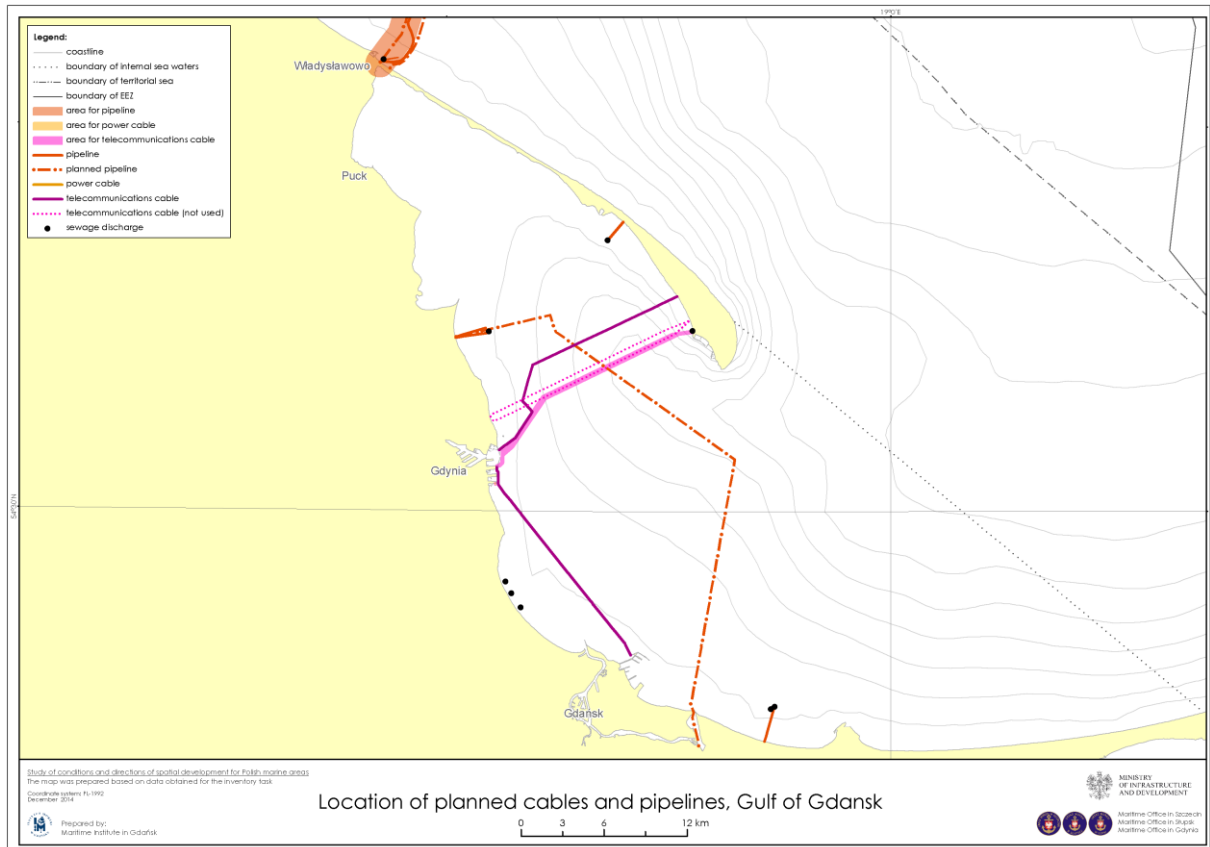 19°0'E
Legend:
coastline
boundary of internal sea waters
boundary of territorial sea
boundary of EEZ
area for pipeline
area for power cable
area for telecommunications cable
pipeline
planned pipeline
power cable
telecommunications cable
telecommunications cable (not used)
sewage discharge
Władysławowo
Puck
Gdynia
Gdańsk
Study of conditions and directions of spatial development for Polish marine areas
The map was prepared based on data obtained for the inventory task
Coordinate system: PL-1992
December 2014
Prepared by:
Maritime Institute in Gdańsk
Location of planned cables and pipelines, Gulf of Gdansk
0 3 6 12 km
MINISTRY
OF INFRASTRUCTURE
AND DEVELOPMENT
Maritime Office in Szczecin
Maritime Office in Słupsk
Maritime Office in Gdynia